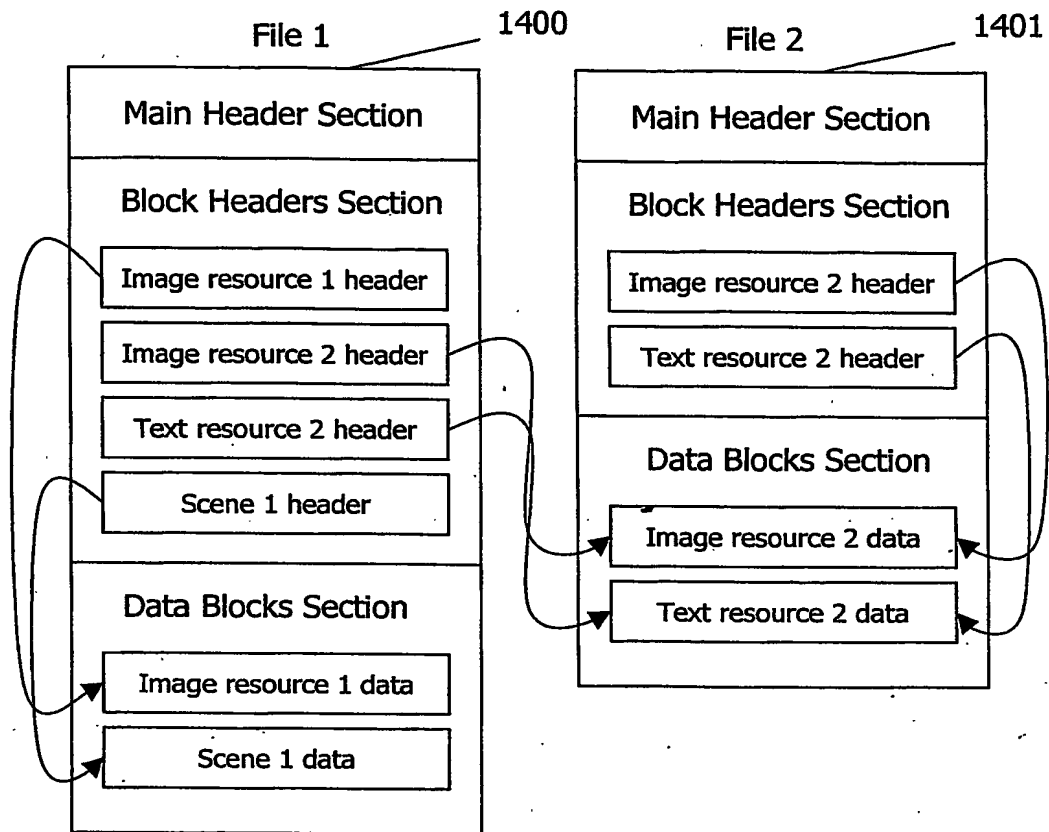 File 1
1400
Main Header Section
Block Headers Section
Image resource 1 header
Image resource 2 header
Text resource 2 header
Scene 1 header
Data Blocks Section
Image resource 1 data
Scene 1 data
File 2
1401
Main Header Section
Block Headers Section
Image resource 2 header
Text resource 2 header
Data Blocks Section
Image resource 2 data
Text resource 2 data